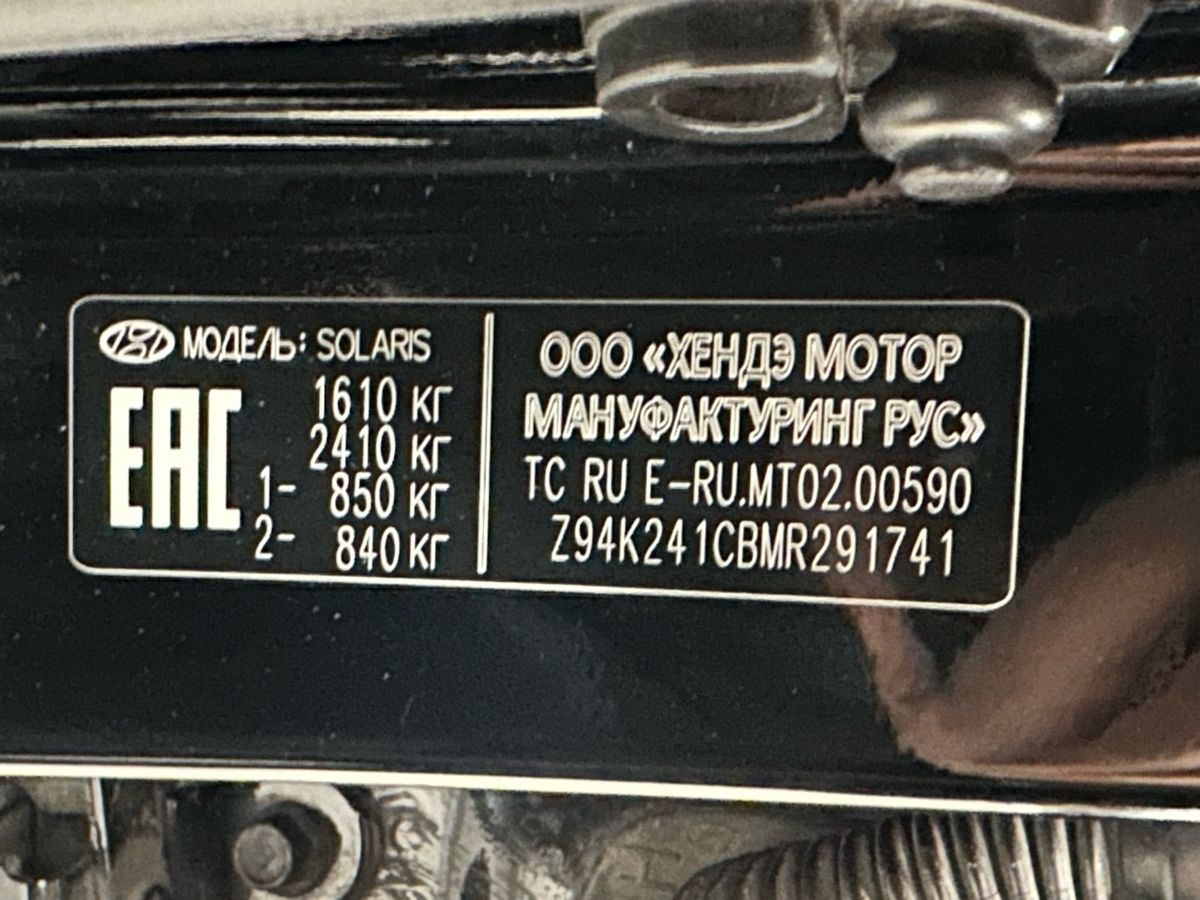 МОДЕЛЬ: SOLARIS
EAC
1610 КГ
2410 КГ
1- 850 КГ
2- 840 КГ
ООО «ХЕНДЭ МОТОР
МАНУФАКТУРИНГ РУС»
TC RU E-RU.MT02.00590
Z94K241CBMR291741